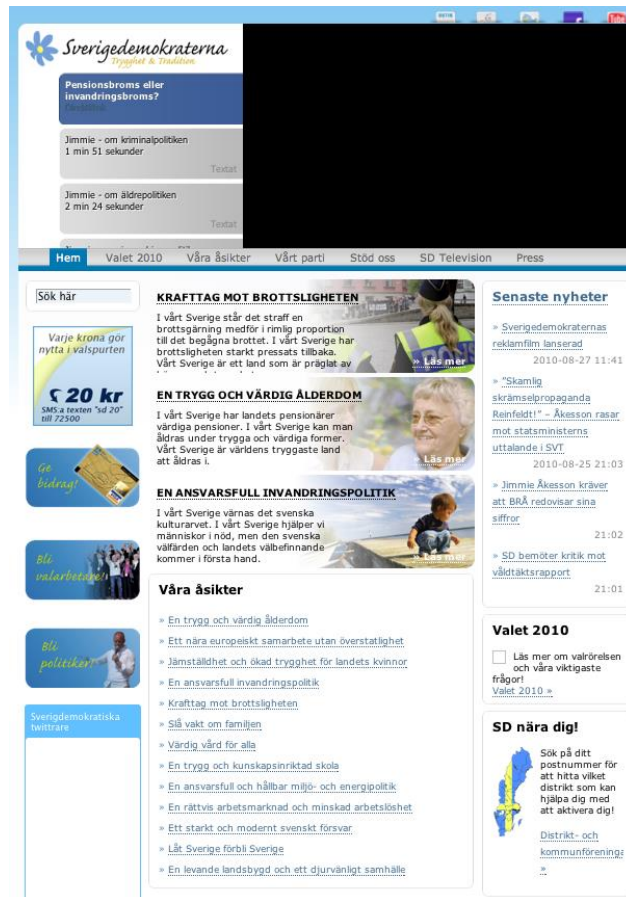 Sverigedemokraterna
Trygghet & Tradition
Pensionsbroms eller
invandringsbroms?
Jimmie - om kriminalpolitiken
1 min 51 sekunder
Textat
Jimmie - om äldrepolitiken
2 min 24 sekunder
Textat
Hem Valet 2010 Våra åsikter Vårt parti Stöd oss SD Television Press
Sök här
Varje krona gör
nytta i valspurten
20 kr
SMS:a texten "sd 20"
till 72500
Ge
bidrag!
Bli
valarbetare!
Bli
politiker!
Sverigdemokratiska
twittrare
KRAFTTAG MOT BROTTSLIGHETEN
I vårt Sverige står det straff en
brottsgärning medför i rimlig proportion
till det begågna brottet. I vårt Sverige har
brottsligheten starkt pressats tillbaka.
Vårt Sverige är ett land som är präglat av
» Läs mer
EN TRYGG OCH VÄRDIG ÅLDERDOM
I vårt Sverige har landets pensionärer
värdiga pensioner. I vårt Sverige kan man
åldras under trygga och värdiga former.
Vårt Sverige är världens tryggaste land
att åldras i.
» Läs mer
EN ANSVARSFULL INVANDRINGSPOLITIK
I vårt Sverige värnas det svenska
kulturarvet. I vårt Sverige hjälper vi
människor i nöd, men den svenska
välfärden och landets välbefinnande
kommer i första hand.
» Läs mer
Våra åsikter
» En trygg och värdig ålderdom
» Ett nära europeiskt samarbete utan överstatlighet
» Jämställdhet och ökad trygghet för landets kvinnor
» En ansvarsfull invandringspolitik
» Krafttag mot brottsligheten
» Slå vakt om familjen
» Värdig vård för alla
» En trygg och kunskapsinriktad skola
» En ansvarsfull och hållbar miljö- och energipolitik
» En rättvis arbetsmarknad och minskad arbetslöshet
» Ett starkt och modernt svenskt försvar
» Låt Sverige förbli Sverige
» En levande landsbygd och ett djurvänligt samhälle
Senaste nyheter
» Sverigedemokraternas
reklamfilm lanserad
2010-08-27 11:41
» "Skamlig
skrämselpropaganda
Reinfeldt!" – Åkesson rasar
mot statsministerns
uttalande i SVT
2010-08-25 21:03
» Jimmie Åkesson kräver
att BRÅ redovisar sina
siffror
21:02
» SD bemöter kritik mot
våldtäktsrapport
21:01
Valet 2010
Läs mer om valrörelsen
och våra viktigaste
frågor!
Valet 2010 »
SD nära dig!
Sök på ditt
postnummer för
att hitta vilket
distrikt som kan
hjälpa dig med
att aktivera dig!
Distrikt- och
kommunförening
»